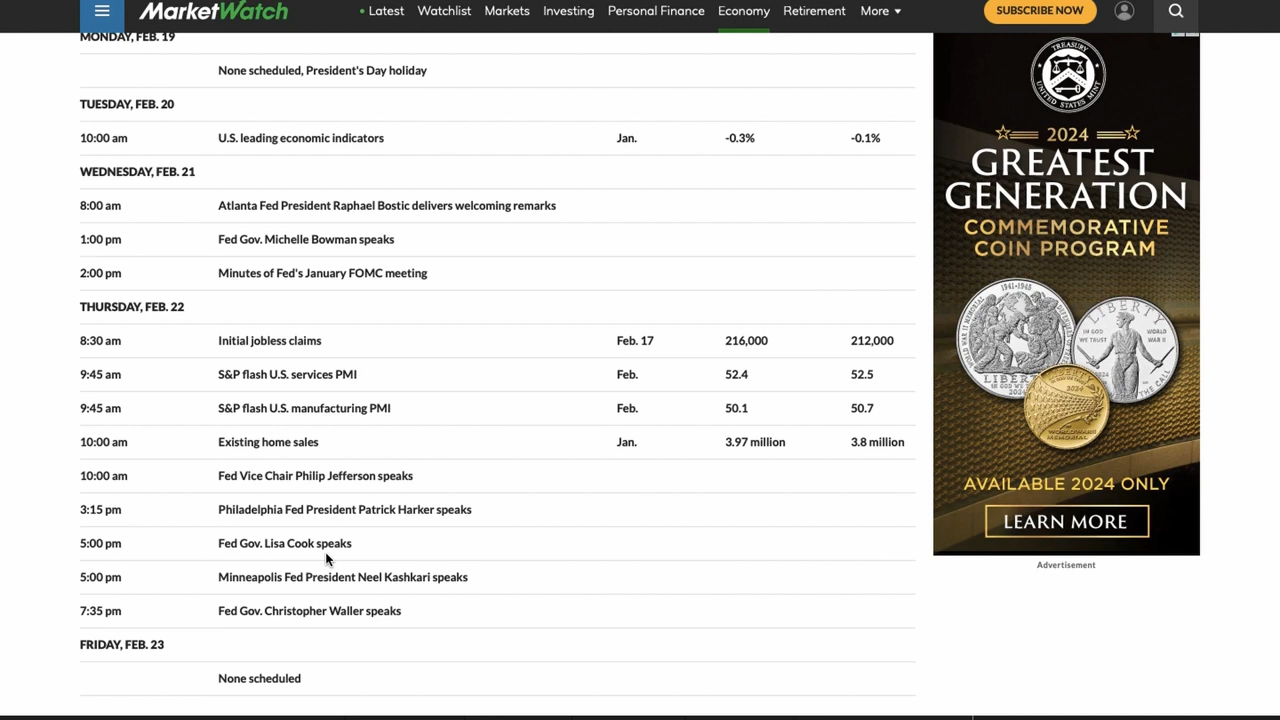 MarketWatch
• Latest Watchlist Markets Investing Personal Finance Economy Retirement More
SUBSCRIBE NOW
MONDAY, FEB. 19
None scheduled, President's Day holiday
TUESDAY, FEB. 20
10:00 am U.S. leading economic indicators Jan. -0.3% -0.1%
WEDNESDAY, FEB. 21
8:00 am Atlanta Fed President Raphael Bostic delivers welcoming remarks
1:00 pm Fed Gov. Michelle Bowman speaks
2:00 pm Minutes of Fed's January FOMC meeting
THURSDAY, FEB. 22
8:30 am Initial jobless claims Feb. 17 216,000 212,000
9:45 am S&P flash U.S. services PMI Feb. 52.4 52.5
9:45 am S&P flash U.S. manufacturing PMI Feb. 50.1 50.7
10:00 am Existing home sales Jan. 3.97 million 3.8 million
10:00 am Fed Vice Chair Philip Jefferson speaks
3:15 pm Philadelphia Fed President Patrick Harker speaks
5:00 pm Fed Gov. Lisa Cook speaks
5:00 pm Minneapolis Fed President Neel Kashkari speaks
7:35 pm Fed Gov. Christopher Waller speaks
FRIDAY, FEB. 23
None scheduled
TREASURY
UNITED STATES MINT
2024
GREATEST
GENERATION
COMMEMORATIVE
COIN PROGRAM
1941-1945
LIBERTY
LIBERTY
IN GOD
WE TRUST
WORLD
WAR II
AVAILABLE 2024 ONLY
LEARN MORE
Advertisement